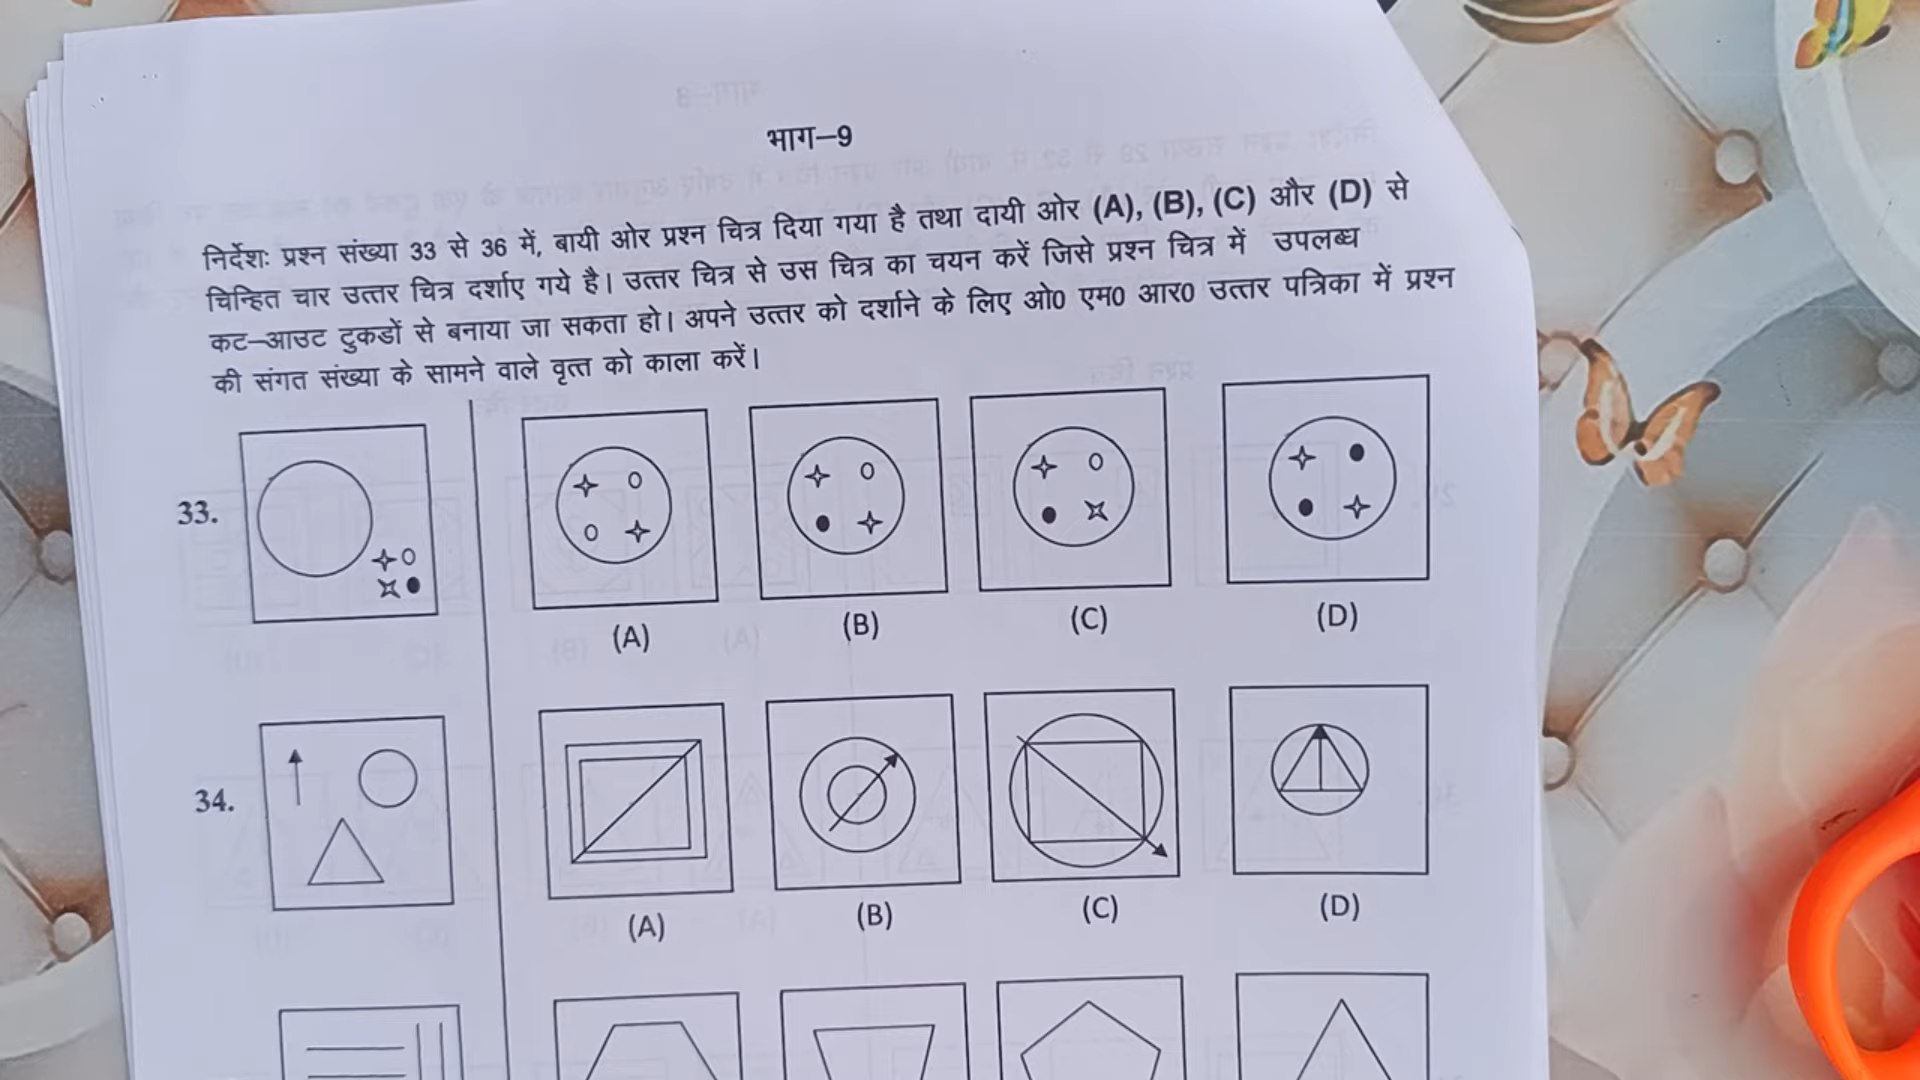 भाग–9
निर्देशः प्रश्न संख्या 33 से 36 में, बायी ओर प्रश्न चित्र दिया गया है तथा दायी ओर (A), (B), (C) और (D) से
चिन्हित चार उत्तर चित्र दर्शाए गये है। उत्तर चित्र से उस चित्र का चयन करें जिसे प्रश्न चित्र में उपलब्ध
कट–आउट टुकडों से बनाया जा सकता हो। अपने उत्तर को दर्शाने के लिए ओ0 एम0 आर0 उत्तर पत्रिका में प्रश्न
की संगत संख्या के सामने वाले वृत्त को काला करें।
33.
(A) (B) (C) (D)
34.
(A) (B) (C) (D)